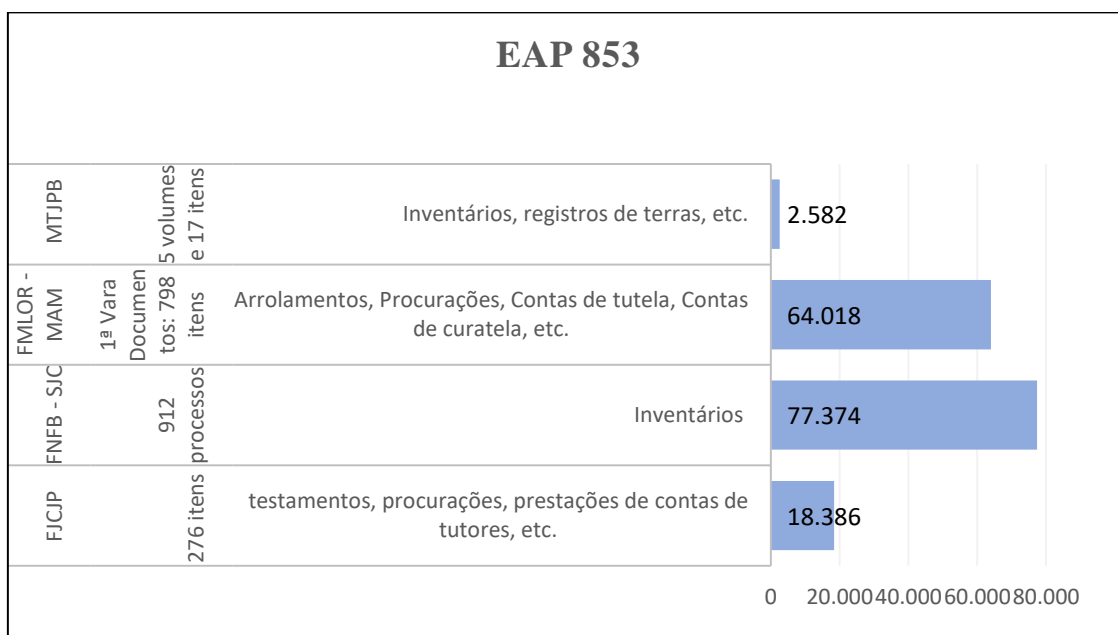 EAP 853
MTJPB
5 volumes
e 17 itens
Inventários, registros de terras, etc.
2.582
FMLOR -
MAM
1ª Vara
Documen
tos: 798
itens
Arrolamentos, Procurações, Contas de tutela, Contas
de curatela, etc.
64.018
FNFB - SJC
912
processos
Inventários
77.374
FJCJP
276 itens
testamentos, procurações, prestações de contas de
tutores, etc.
18.386
0 20.000 40.000 60.000 80.000